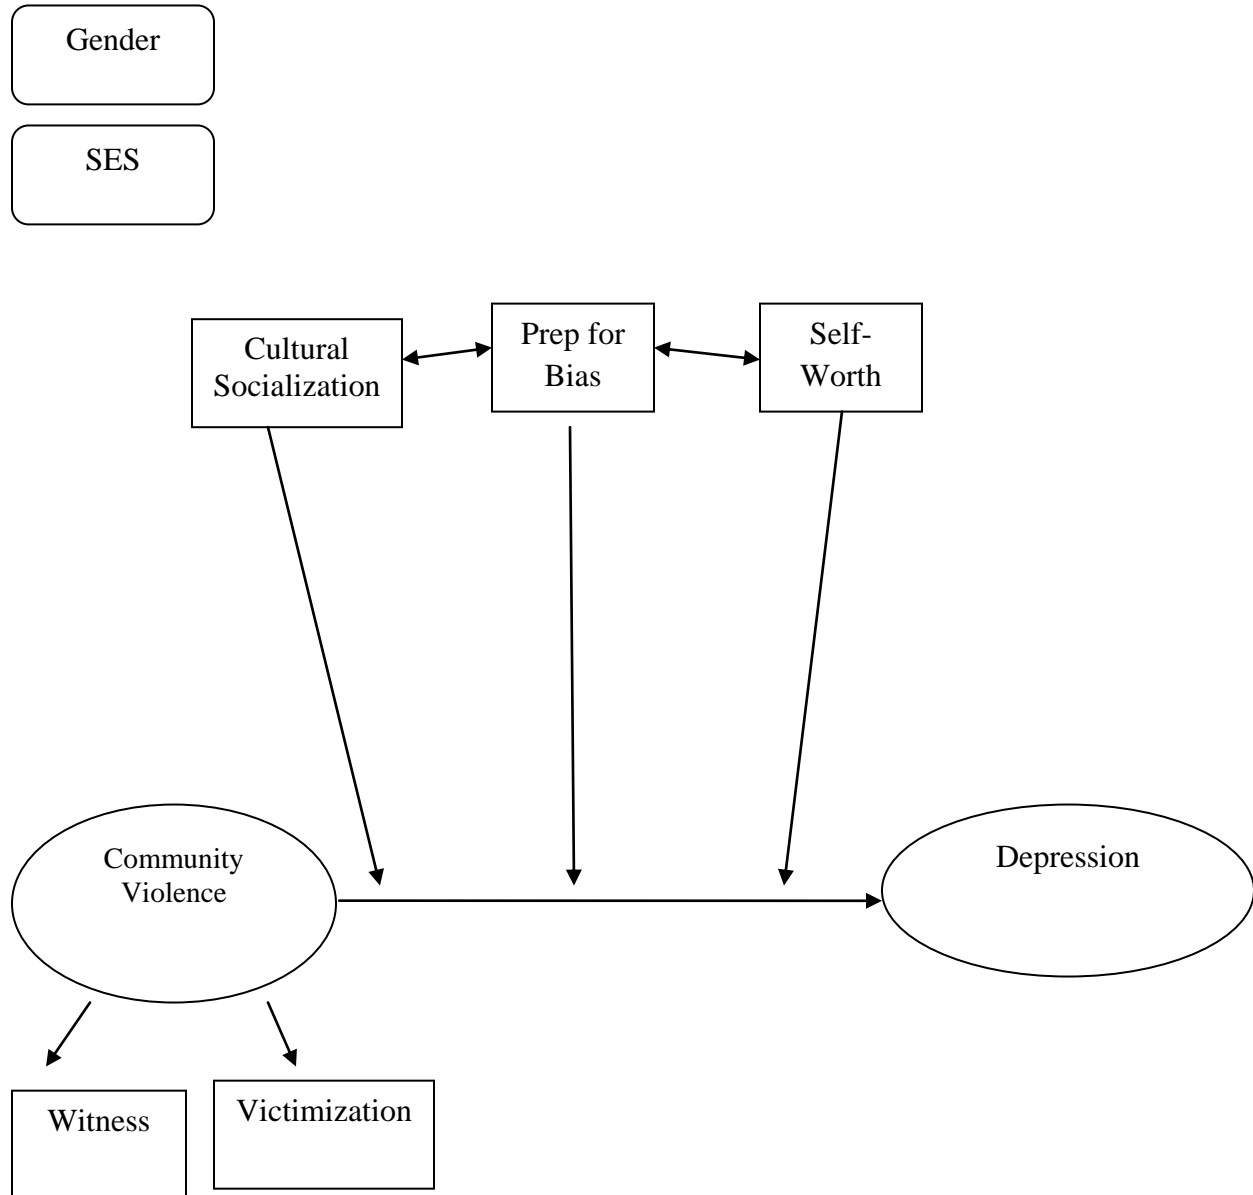 Gender
SES
Cultural
Socialization
Prep for
Bias
Self-
Worth
Community
Violence
Depression
Witness
Victimization